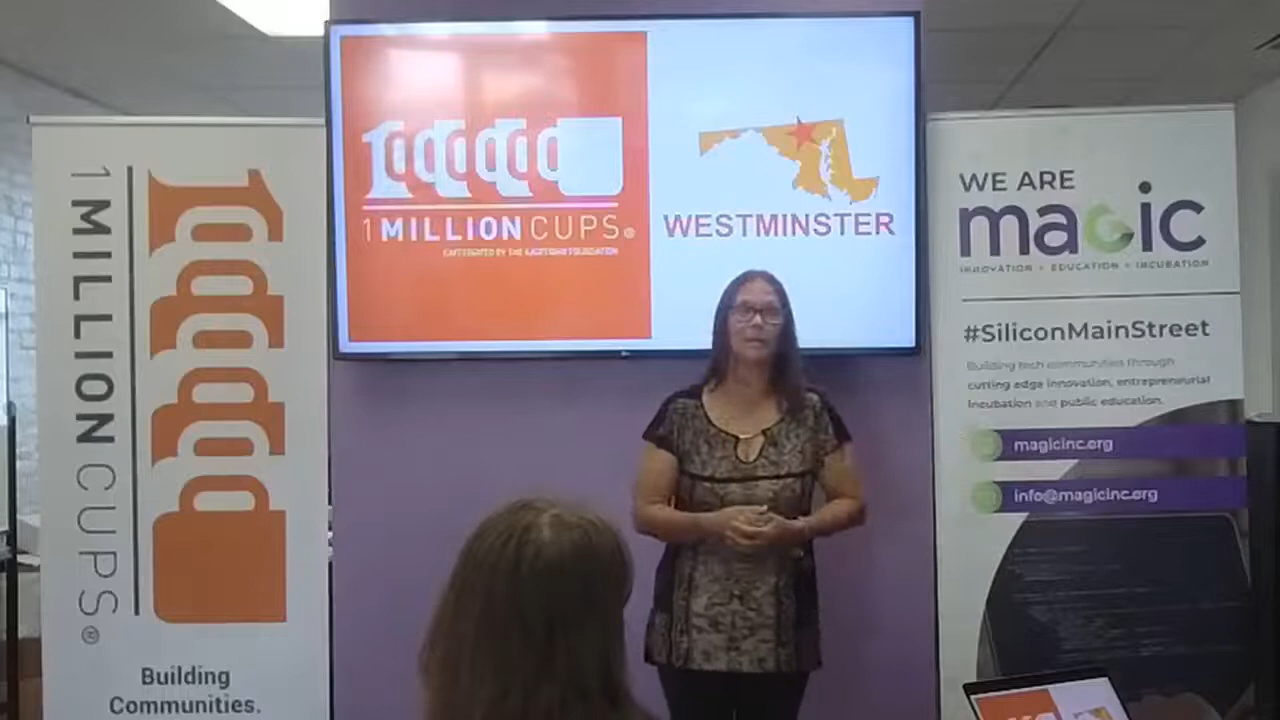 1 MILLION CUPS®
Building
Communities.
1 MILLION CUPS®
WESTMINSTER
WE ARE
magic
INNOVATION • EDUCATION • INCUBATION
#SiliconMainStreet
Building tech communities through
cutting edge innovation, entrepreneurial
incubation and public education.
magicinc.org
info@magicinc.org